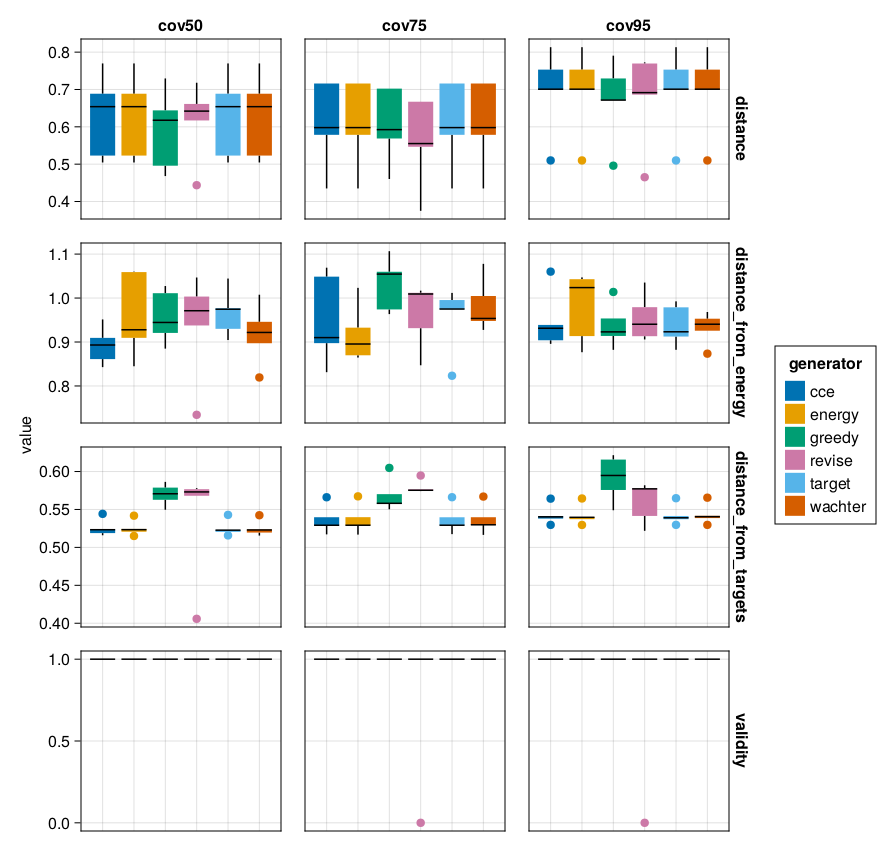 cov50 cov75 cov95
0.8
0.7
0.6
0.5
0.4
distance
1.1
1.0
0.9
0.8
distance_from_energy
value
0.60
0.55
0.50
0.45
0.40
distance_from_targets
1.0
0.5
0.0
validity
generator
cce
energy
greedy
revise
target
wachter